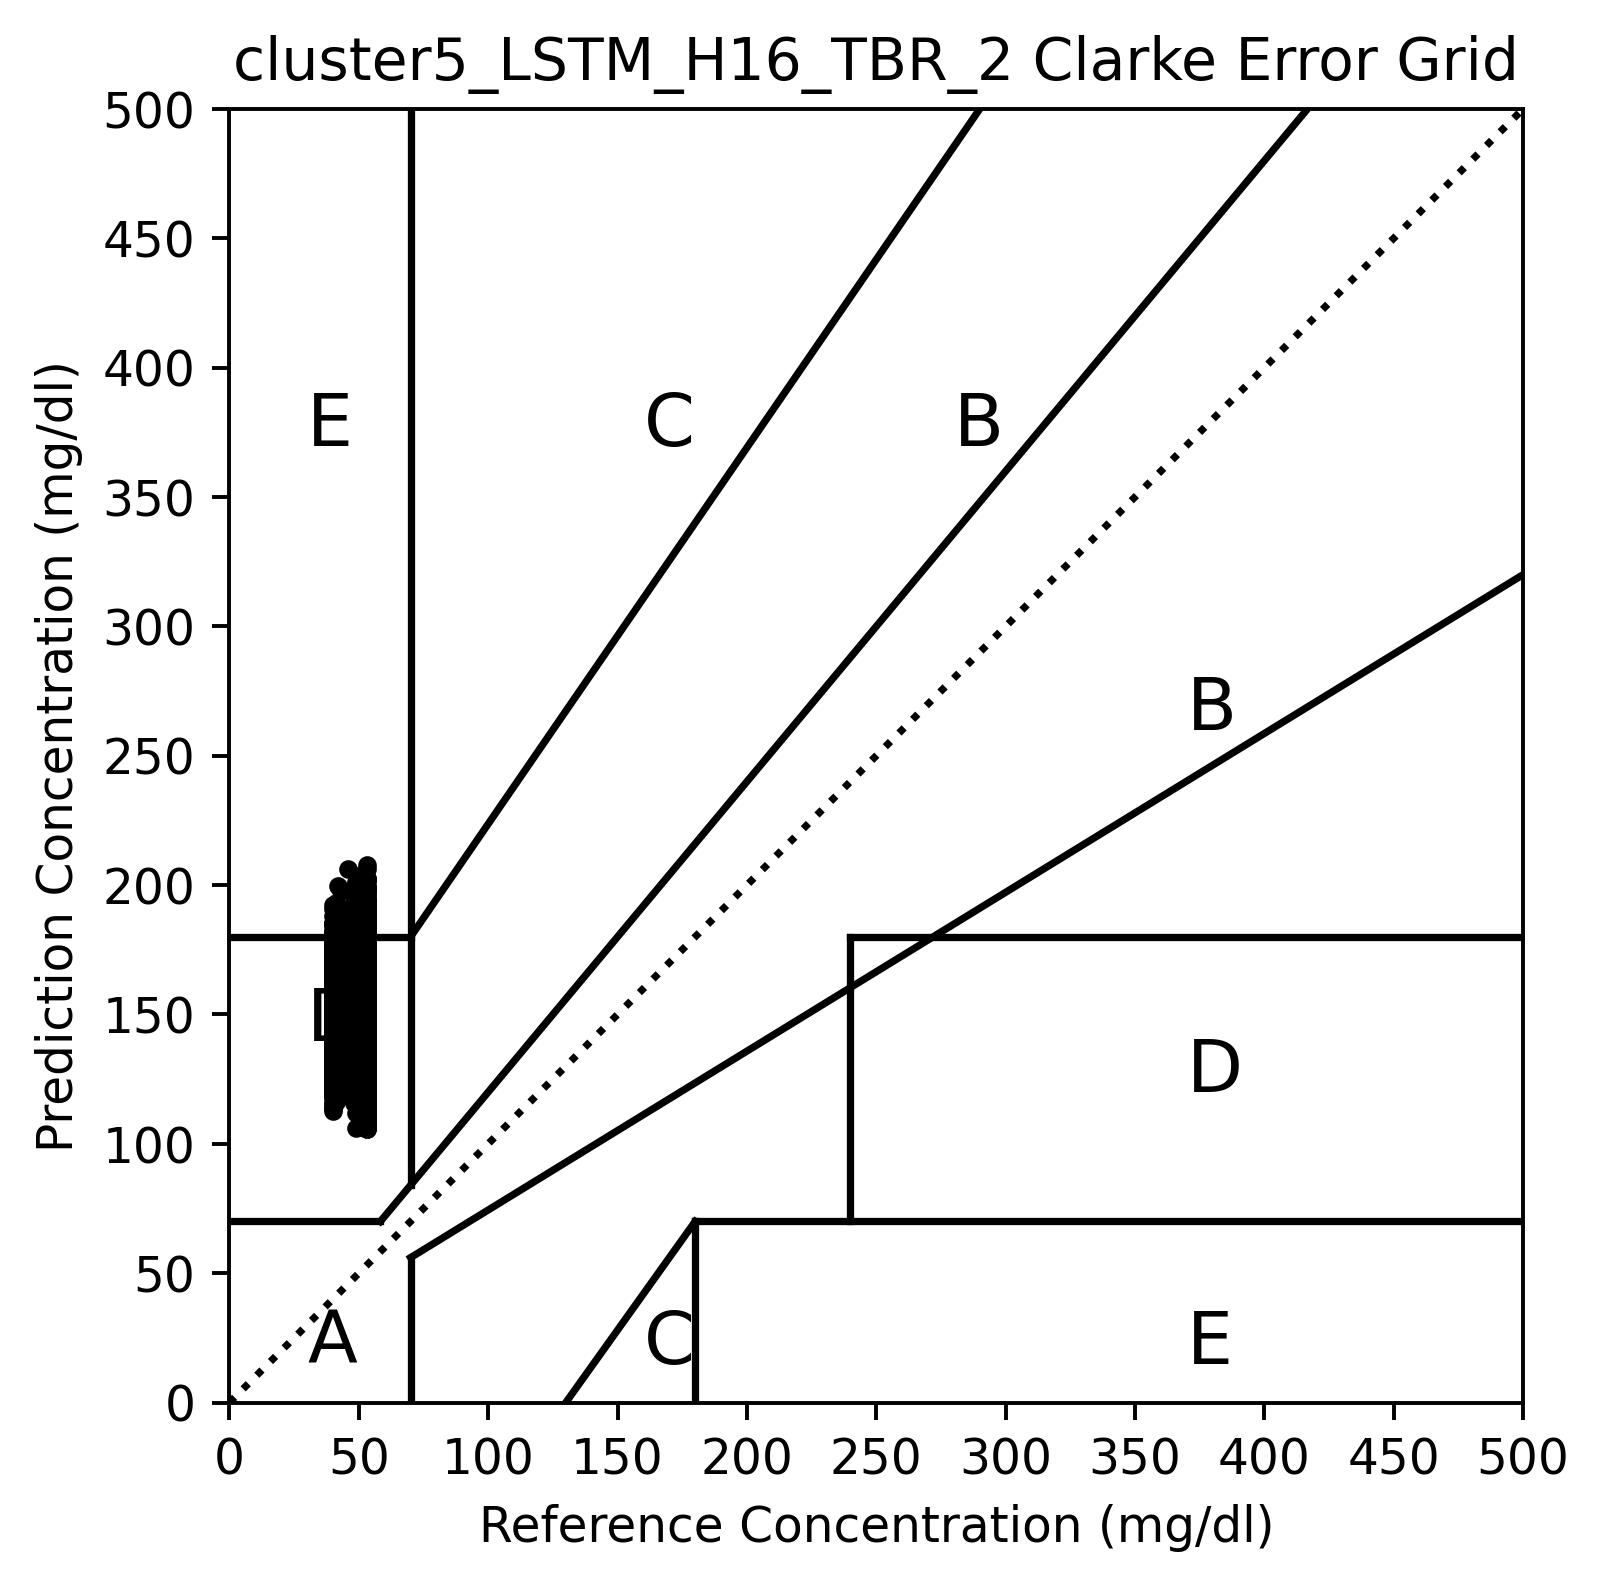 cluster5_LSTM_H16_TBR_2 Clarke Error Grid
500
450
400
350
300
250
200
150
100
50
0
Prediction Concentration (mg/dl)
E
C
B
B
D
A
C
E
0 50 100 150 200 250 300 350 400 450 500
Reference Concentration (mg/dl)